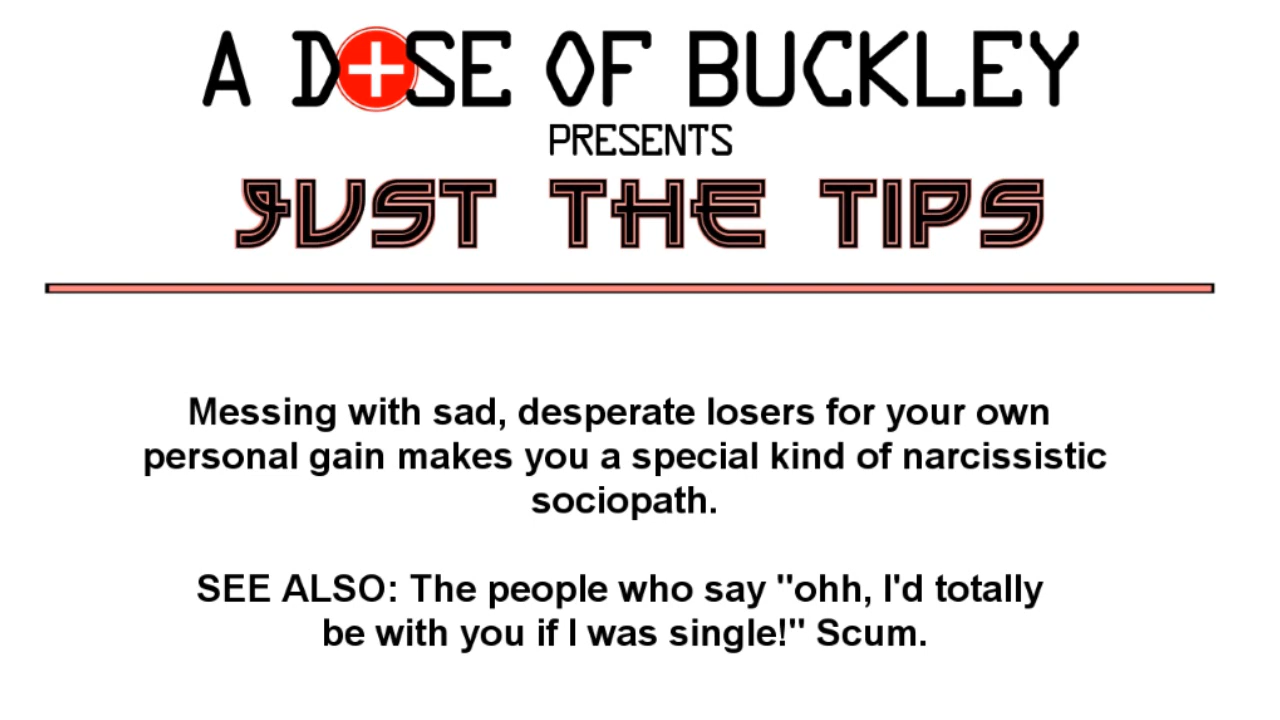 A DOSE OF BUCKLEY
PRESENTS
JUST THE TIPS
Messing with sad, desperate losers for your own
personal gain makes you a special kind of narcissistic
sociopath.
SEE ALSO: The people who say "ohh, I'd totally
be with you if I was single!" Scum.